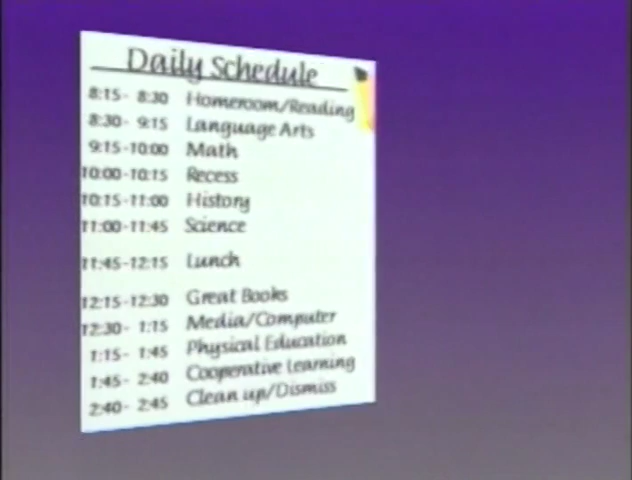 Daily Schedule
8:15- 8:30 Homeroom/Reading
8:30- 9:15 Language Arts
9:15-10:00 Math
10:00-10:15 Recess
10:15-11:00 History
11:00-11:45 Science
11:45-12:15 Lunch
12:15-12:30 Great Books
12:30- 1:15 Media/Computer
1:15- 1:45 Physical Education
1:45- 2:40 Cooperative Learning
2:40- 2:45 Clean up/Dismiss